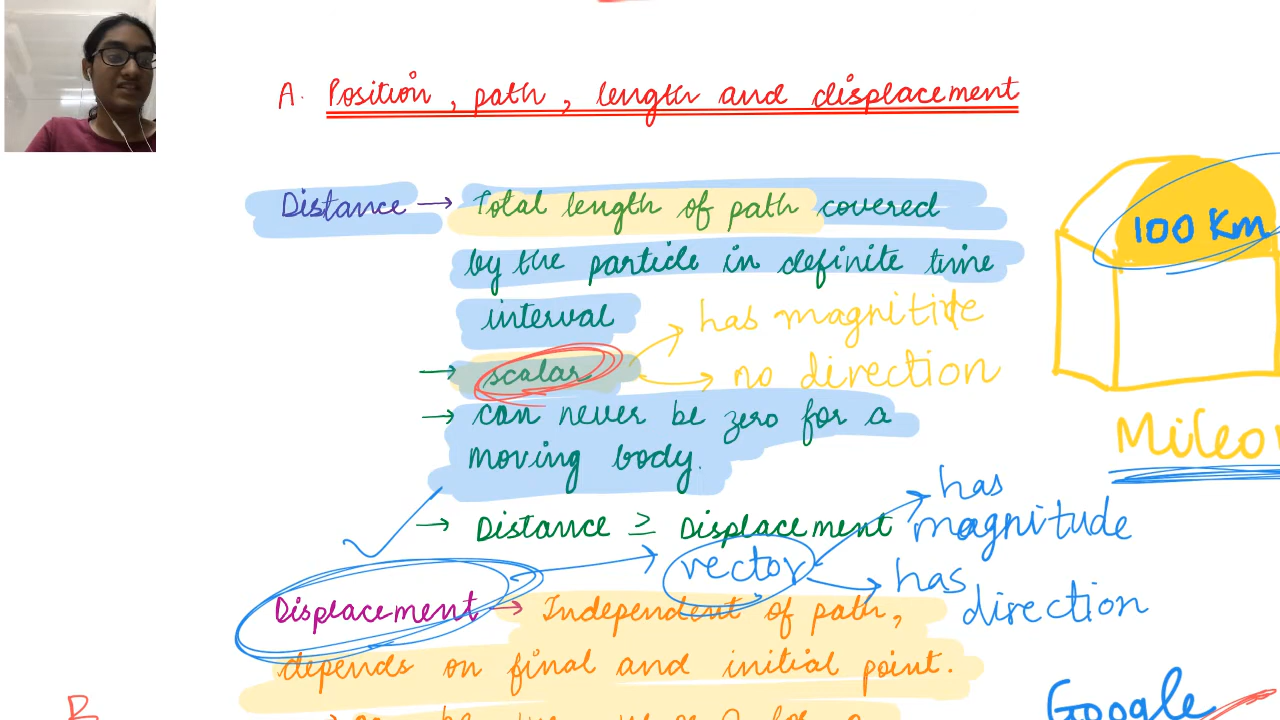 A. Position, path, length and displacement
Distance → Total length of path covered
by the particle in definite time
interval
has magnitite
→ scalar
no direction
→ can never be zero for a
moving body.
→ Distance ≥ Displacement
vector
has
magnitude
has
direction
Displacement → Independent of path,
depends on final and initial point.
100 Km
Google
B